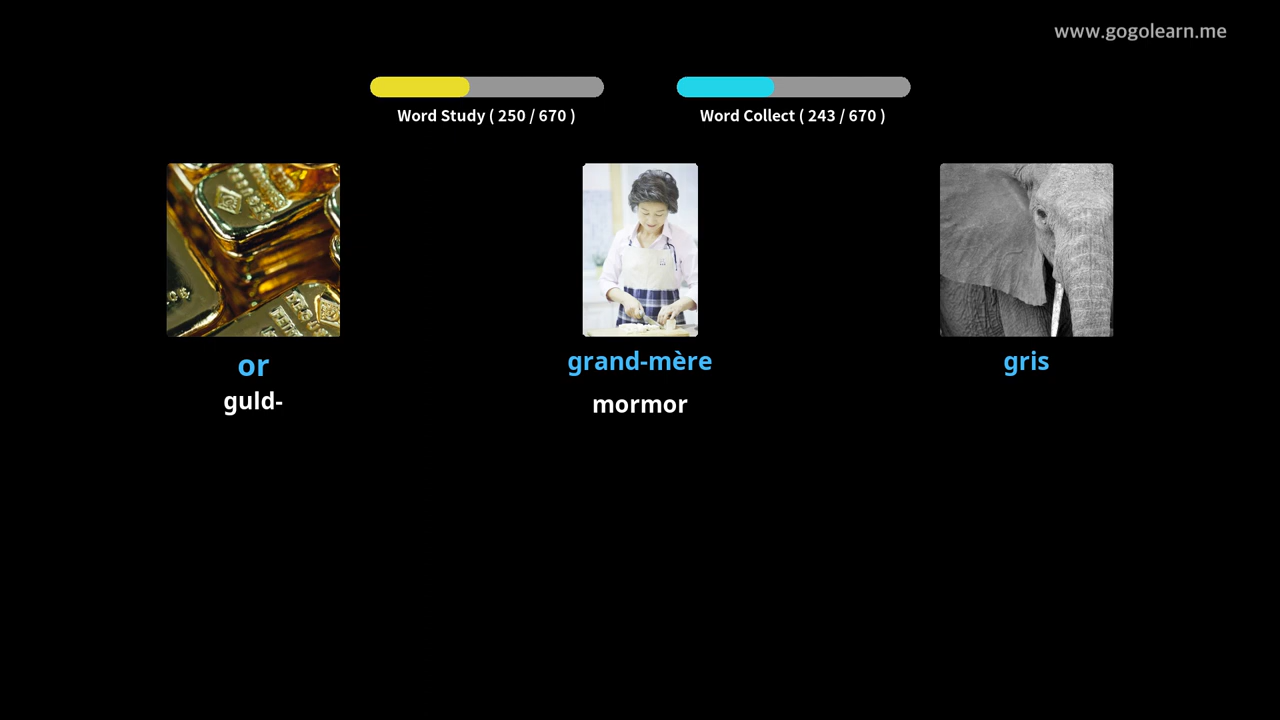 www.gogolearn.me
Word Study ( 250 / 670 )
Word Collect ( 243 / 670 )
or
guld-
grand-mère
mormor
gris